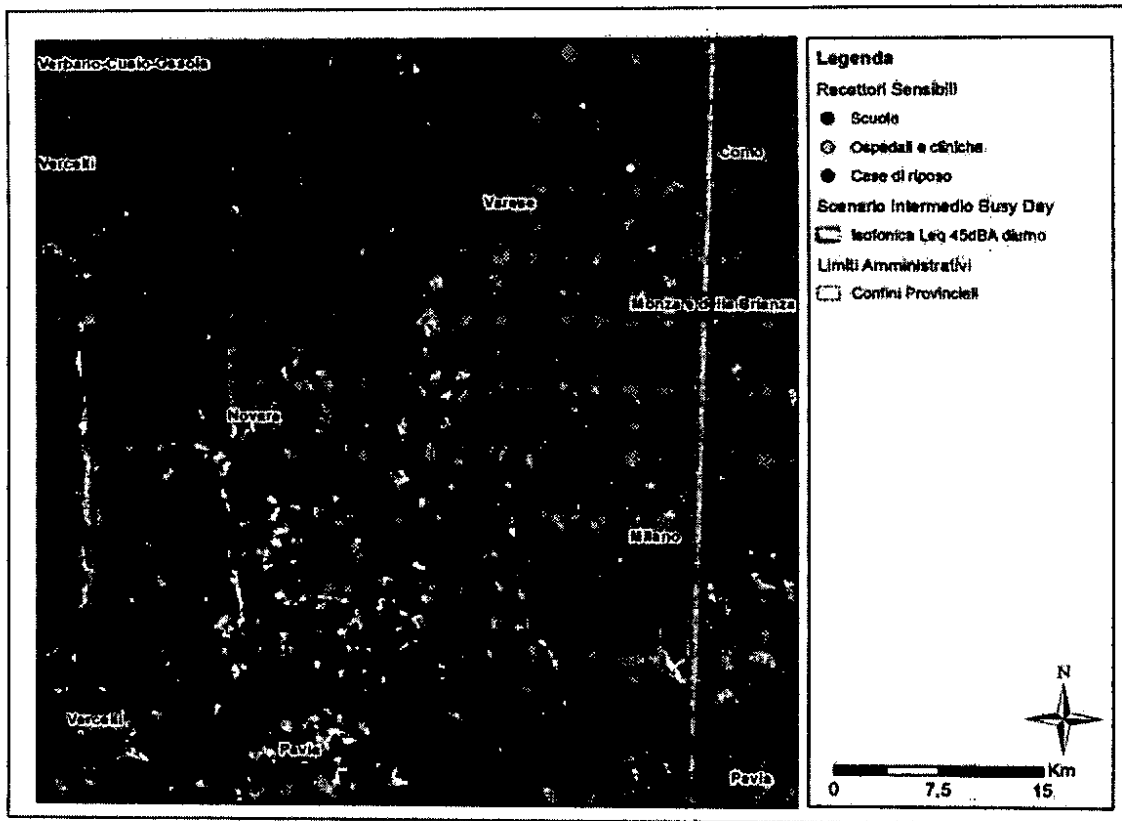 Verbano-Cusio-Ossola
Vercelli
Como
Varese
Monza e della Brianza
Novara
Milano
Vercelli
Pavia
Pavia
Legenda
Recettori Sensibili
Scuole
Ospedali e cliniche
Case di riposo
Scenario Intermedio Busy Day
Isofonica Leq 45dBA diurno
Limiti Amministrativi
Confini Provinciali
N
Km
0 7,5 15